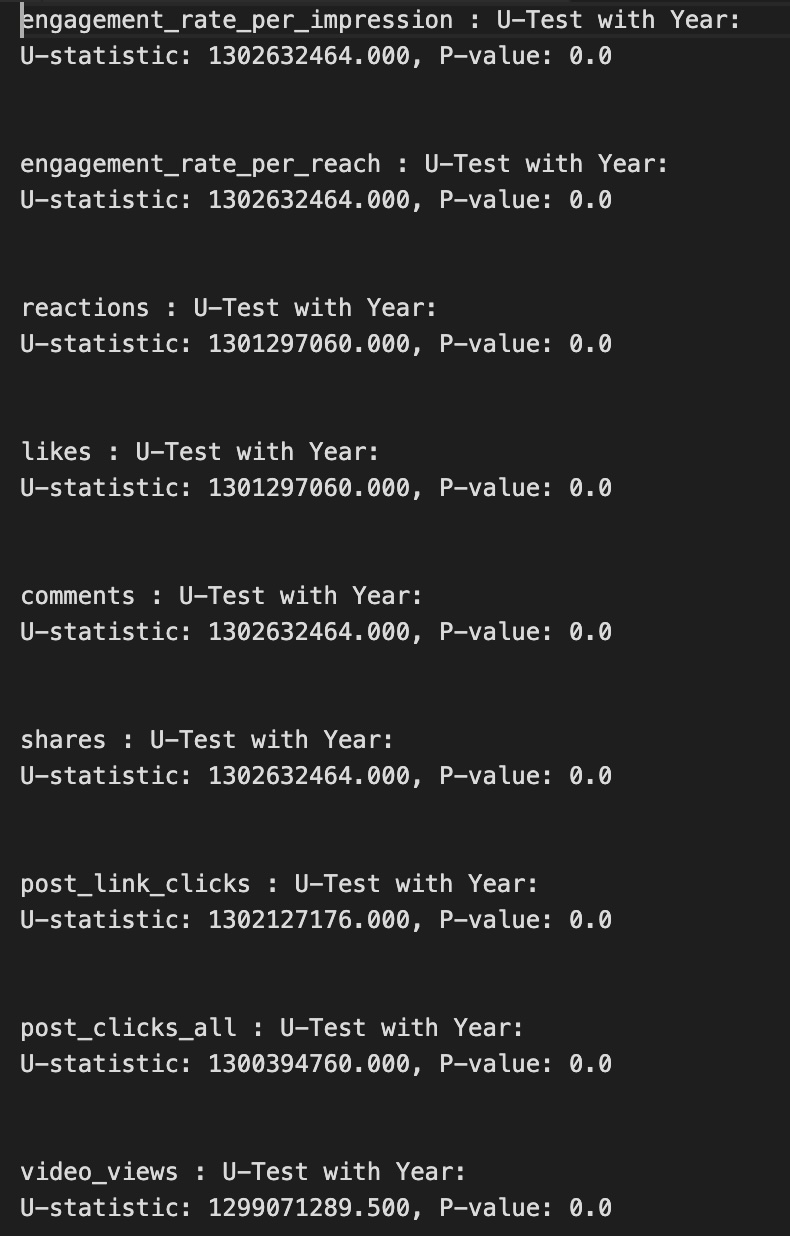 engagement_rate_per_impression : U-Test with Year:
U-statistic: 1302632464.000, P-value: 0.0
engagement_rate_per_reach : U-Test with Year:
U-statistic: 1302632464.000, P-value: 0.0
reactions : U-Test with Year:
U-statistic: 1301297060.000, P-value: 0.0
likes : U-Test with Year:
U-statistic: 1301297060.000, P-value: 0.0
comments : U-Test with Year:
U-statistic: 1302632464.000, P-value: 0.0
shares : U-Test with Year:
U-statistic: 1302632464.000, P-value: 0.0
post_link_clicks : U-Test with Year:
U-statistic: 1302127176.000, P-value: 0.0
post_clicks_all : U-Test with Year:
U-statistic: 1300394760.000, P-value: 0.0
video_views : U-Test with Year:
U-statistic: 1299071289.500, P-value: 0.0